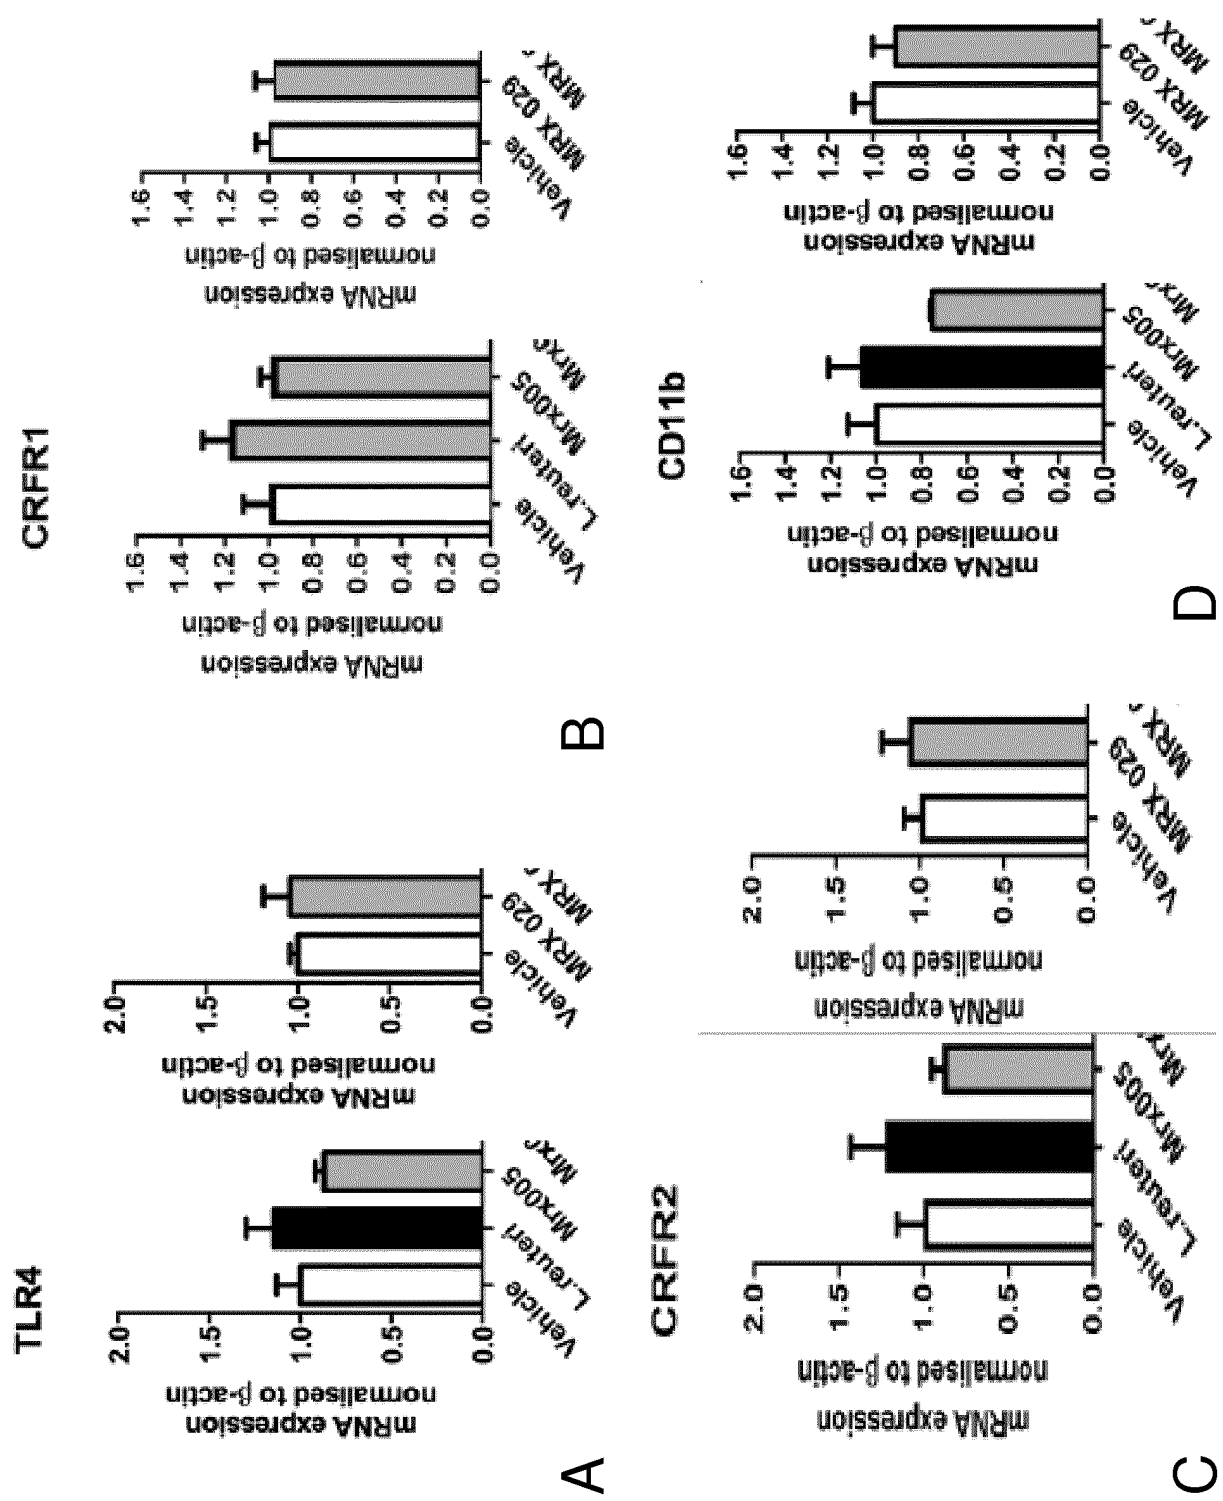 TLR4
mRNA expression
normalised to β-actin
2.0
1.5
1.0
0.5
0.0
Vehicle
L.reuteri
Mrx005
mRNA expression
normalised to β-actin
2.0
1.5
1.0
0.5
0.0
Vehicle
MRX 029
MRX
A
CRFR1
mRNA expression
normalised to β-actin
1.6
1.4
1.2
1.0
0.8
0.6
0.4
0.2
0.0
Vehicle
L.reuteri
Mrx005
mRNA expression
normalised to β-actin
1.6
1.4
1.2
1.0
0.8
0.6
0.4
0.2
0.0
Vehicle
MRX 029
MRX
B
CRFR2
mRNA expression
normalised to β-actin
2.0
1.5
1.0
0.5
0.0
Vehicle
L.reuteri
Mrx005
mRNA expression
normalised to β-actin
2.0
1.5
1.0
0.5
0.0
Vehicle
MRX 029
MRX
C
CD11b
mRNA expression
normalised to β-actin
1.6
1.4
1.2
1.0
0.8
0.6
0.4
0.2
0.0
Vehicle
L.reuteri
Mrx005
mRNA expression
normalised to β-actin
1.6
1.4
1.2
1.0
0.8
0.6
0.4
0.2
0.0
Vehicle
MRX 029
MRX
D